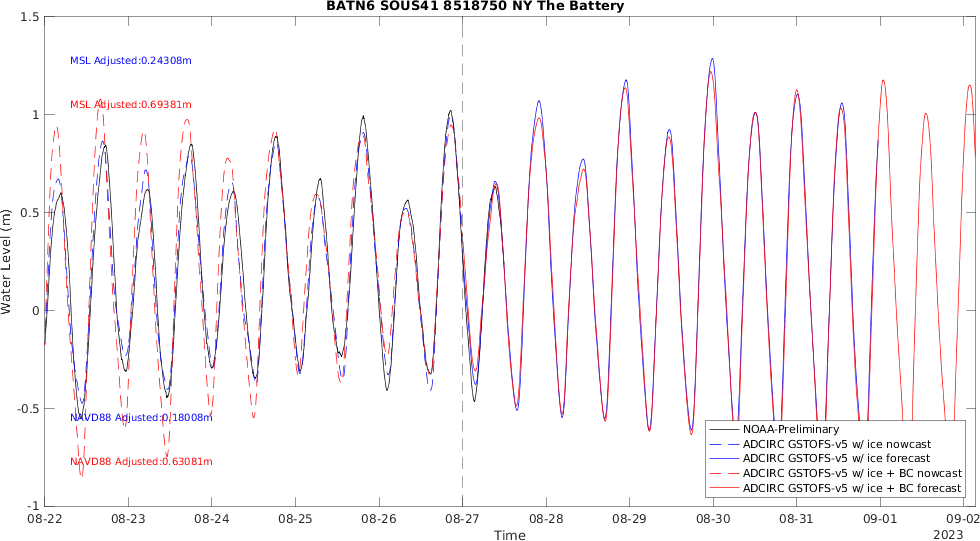 BATN6 SOUS41 8518750 NY The Battery
1.5
1
0.5
0
-0.5
-1
Water Level (m)
MSL Adjusted:0.24308m
MSL Adjusted:0.69381m
NAVD88 Adjusted:0.18008m
NAVD88 Adjusted:0.63081m
NOAA-Preliminary
ADCIRC GSTOFS-v5 w/ ice nowcast
ADCIRC GSTOFS-v5 w/ ice forecast
ADCIRC GSTOFS-v5 w/ ice + BC nowcast
ADCIRC GSTOFS-v5 w/ ice + BC forecast
08-22 08-23 08-24 08-25 08-26 08-27 08-28 08-29 08-30 08-31 09-01 09-02
Time
2023